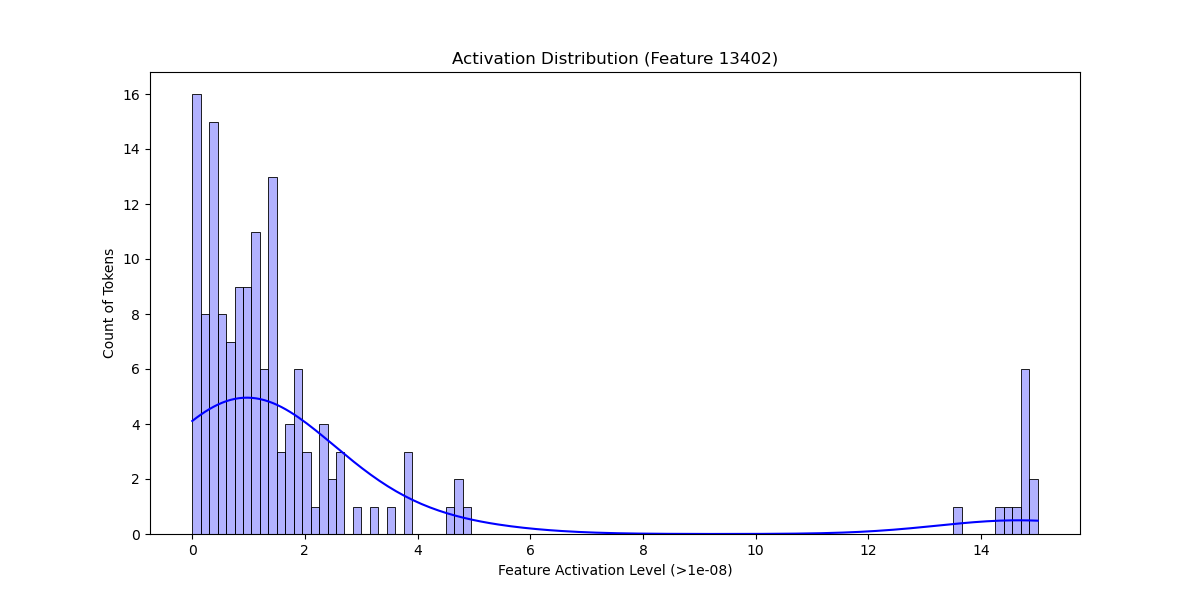 Activation Distribution (Feature 13402)
16
14
12
10
8
6
4
2
0
Count of Tokens
0 2 4 6 8 10 12 14
Feature Activation Level (>1e-08)